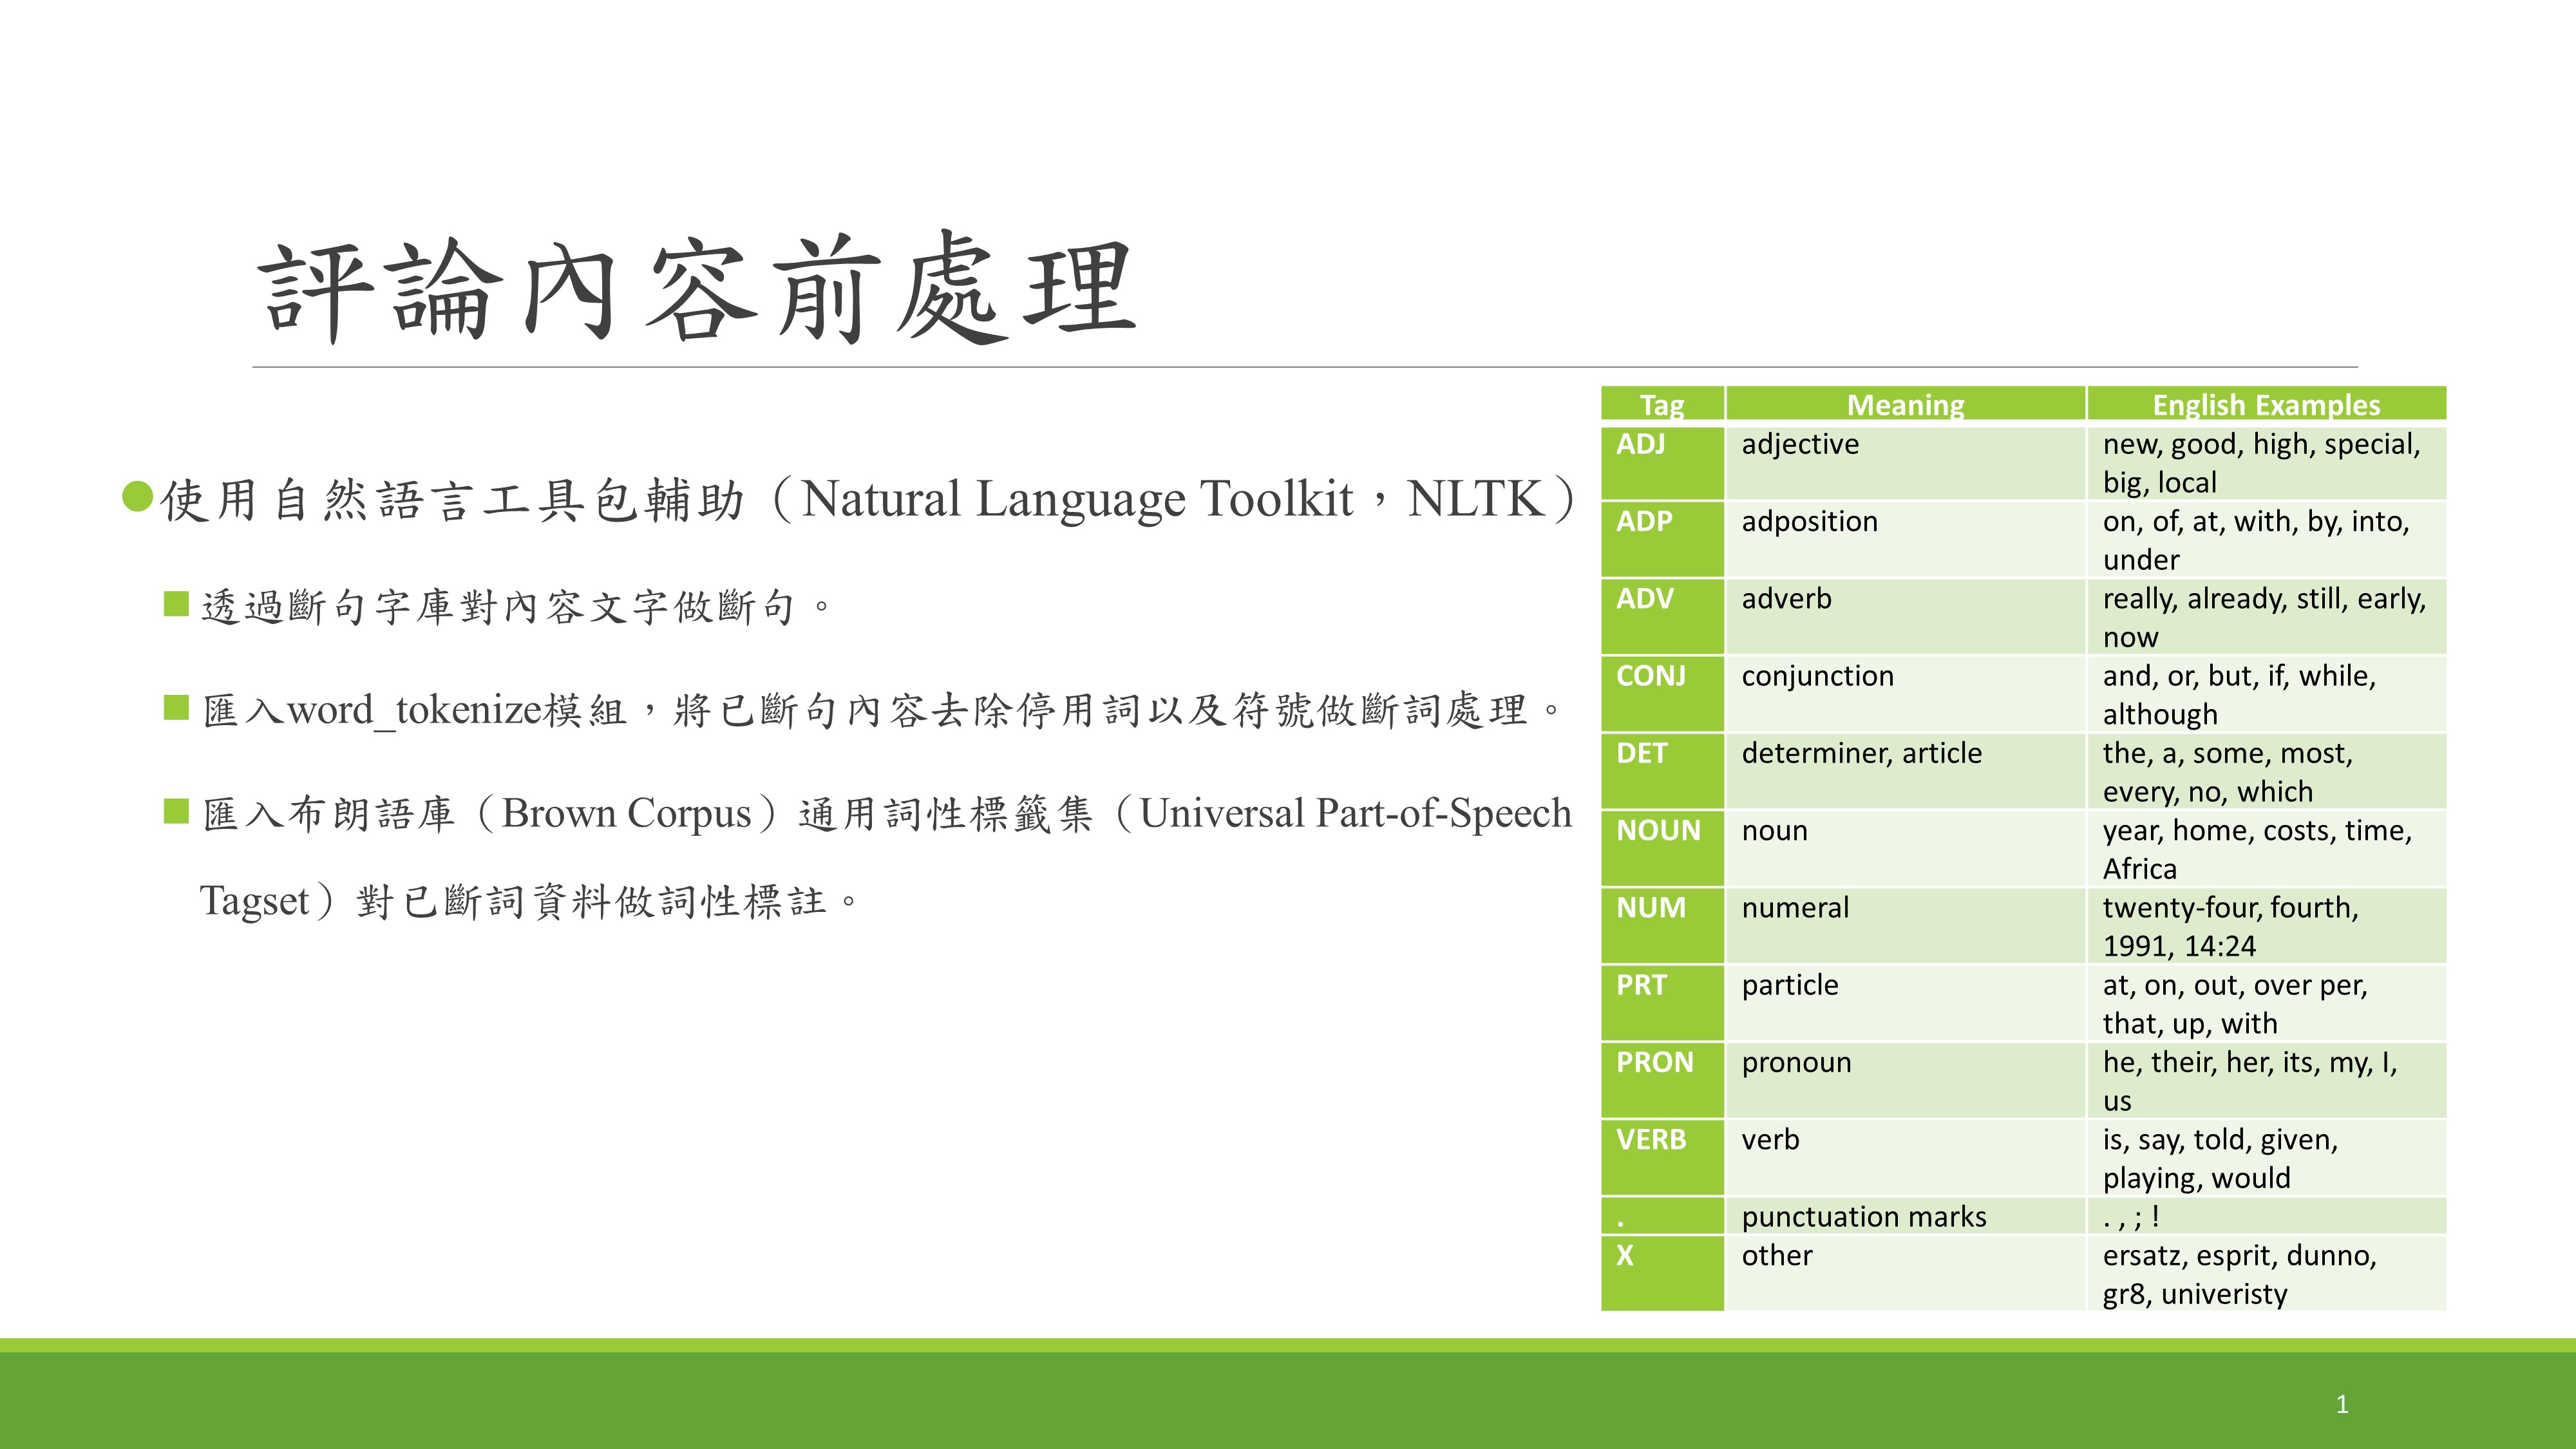 評論內容前處理
●使用自然語言工具包輔助（Natural Language Toolkit，NLTK）
■透過斷句字庫對內容文字做斷句。
■匯入word_tokenize模組，將已斷句內容去除停用詞以及符號做斷詞處理。
■匯入布朗語庫（Brown Corpus）通用詞性標籤集（Universal Part-of-Speech
Tagset）對已斷詞資料做詞性標註。
Tag Meaning English Examples
ADJ adjective new, good, high, special,
big, local
ADP adposition on, of, at, with, by, into,
under
ADV adverb really, already, still, early,
now
CONJ conjunction and, or, but, if, while,
although
DET determiner, article the, a, some, most,
every, no, which
NOUN noun year, home, costs, time,
Africa
NUM numeral twenty-four, fourth,
1991, 14:24
PRT particle at, on, out, over per,
that, up, with
PRON pronoun he, their, her, its, my, I,
us
VERB verb is, say, told, given,
playing, would
. punctuation marks . , ; !
X other ersatz, esprit, dunno,
gr8, univeristy
1